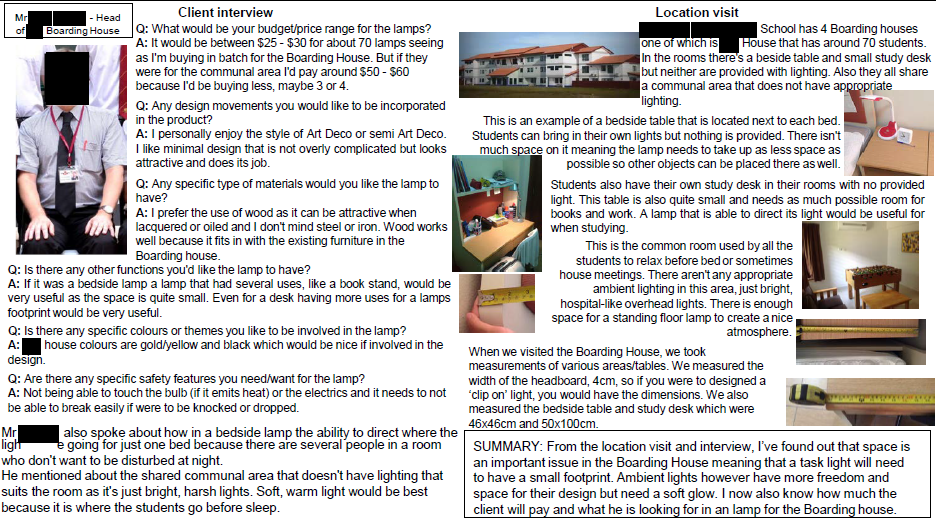 Mr - Head
of Boarding House
Client interview
Q: What would be your budget/price range for the lamps?
A: It would be between $25 - $30 for about 70 lamps seeing
as I'm buying in batch for the Boarding House. But if they
were for the communal area I'd pay around $50 - $60
because I'd be buying less, maybe 3 or 4.
Q: Any design movements you would like to be incorporated
in the product?
A: I personally enjoy the style of Art Deco or semi Art Deco.
I like minimal design that is not overly complicated but looks
attractive and does its job.
Q: Any specific type of materials would you like the lamp to
have?
A: I prefer the use of wood as it can be attractive when
lacquered or oiled and I don't mind steel or iron. Wood works
well because it fits in with the existing furniture in the
Boarding house.
Q: Is there any other functions you'd like the lamp to have?
A: If it was a bedside lamp a lamp that had several uses, like a book stand, would be
very useful as the space is quite small. Even for a desk having more uses for a lamps
footprint would be very useful.
Q: Is there any specific colours or themes you like to be involved in the lamp?
A: house colours are gold/yellow and black which would be nice if involved in the
design.
Q: Are there any specific safety features you need/want for the lamp?
A: Not being able to touch the bulb (if it emits heat) or the electrics and it needs to not
be able to break easily if were to be knocked or dropped.
Mr also spoke about how in a bedside lamp the ability to direct where the
ligh e going for just one bed because there are several people in a room
who don't want to be disturbed at night.
He mentioned about the shared communal area that doesn't have lighting that
suits the room as it's just bright, harsh lights. Soft, warm light would be best
because it is where the students go before sleep.
Location visit
School has 4 Boarding houses
one of which is House that has around 70 students.
In the rooms there's a beside table and small study desk
but neither are provided with lighting. Also they all share
a communal area that does not have appropriate
lighting.
This is an example of a bedside table that is located next to each bed.
Students can bring in their own lights but nothing is provided. There isn't
much space on it meaning the lamp needs to take up as less space as
possible so other objects can be placed there as well.
Students also have their own study desk in their rooms with no provided
light. This table is also quite small and needs as much possible room for
books and work. A lamp that is able to direct its light would be useful for
when studying.
This is the common room used by all the
students to relax before bed or sometimes
house meetings. There aren't any appropriate
ambient lighting in this area, just bright,
hospital-like overhead lights. There is enough
space for a standing floor lamp to create a nice
atmosphere.
When we visited the Boarding House, we took
measurements of various areas/tables. We measured the
width of the headboard, 4cm, so if you were to designed a
'clip on' light, you would have the dimensions. We also
measured the bedside table and study desk which were
46x46cm and 50x100cm.
SUMMARY: From the location visit and interview, I've found out that space is
an important issue in the Boarding House meaning that a task light will need
to have a small footprint. Ambient lights however have more freedom and
space for their design but need a soft glow. I now also know how much the
client will pay and what he is looking for in an lamp for the Boarding house.